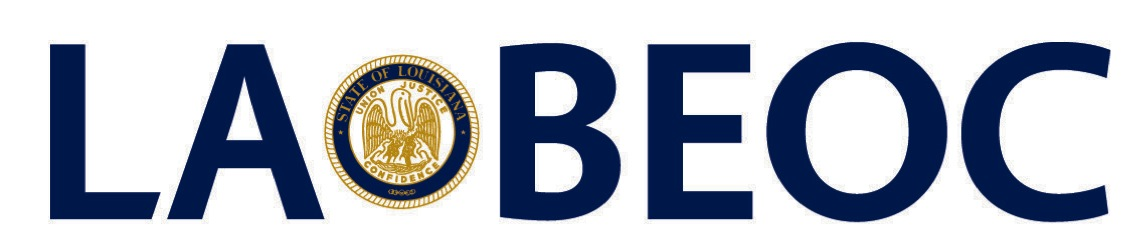 LA BEOC
STATE OF LOUISIANA
UNION JUSTICE
CONFIDENCE